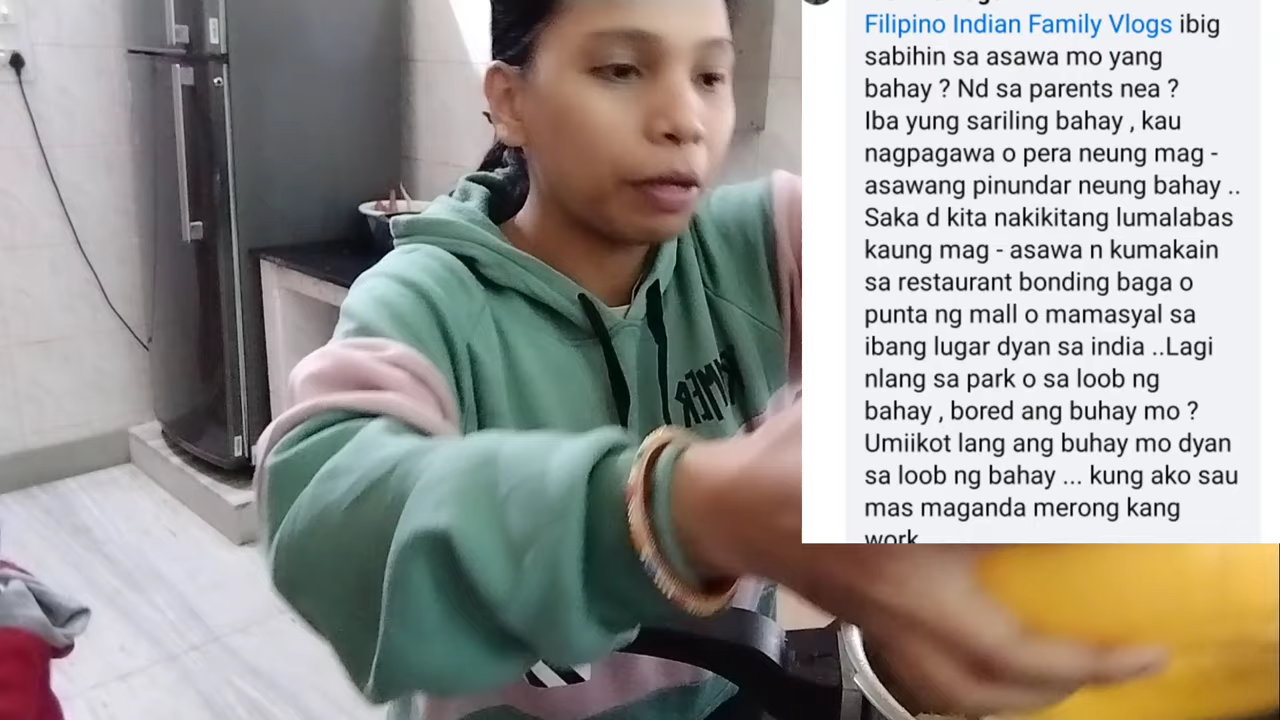 Filipino Indian Family Vlogs ibig
sabihin sa asawa mo yang
bahay ? Nd sa parents nea ?
Iba yung sariling bahay , kau
nagpagawa o pera neung mag -
asawang pinundar neung bahay ..
Saka d kita nakikitang lumalabas
kaung mag - asawa n kumakain
sa restaurant bonding baga o
punta ng mall o mamasyal sa
ibang lugar dyan sa india ..Lagi
nlang sa park o sa loob ng
bahay , bored ang buhay mo ?
Umiikot lang ang buhay mo dyan
sa loob ng bahay ... kung ako sau
mas maganda merong kang
work